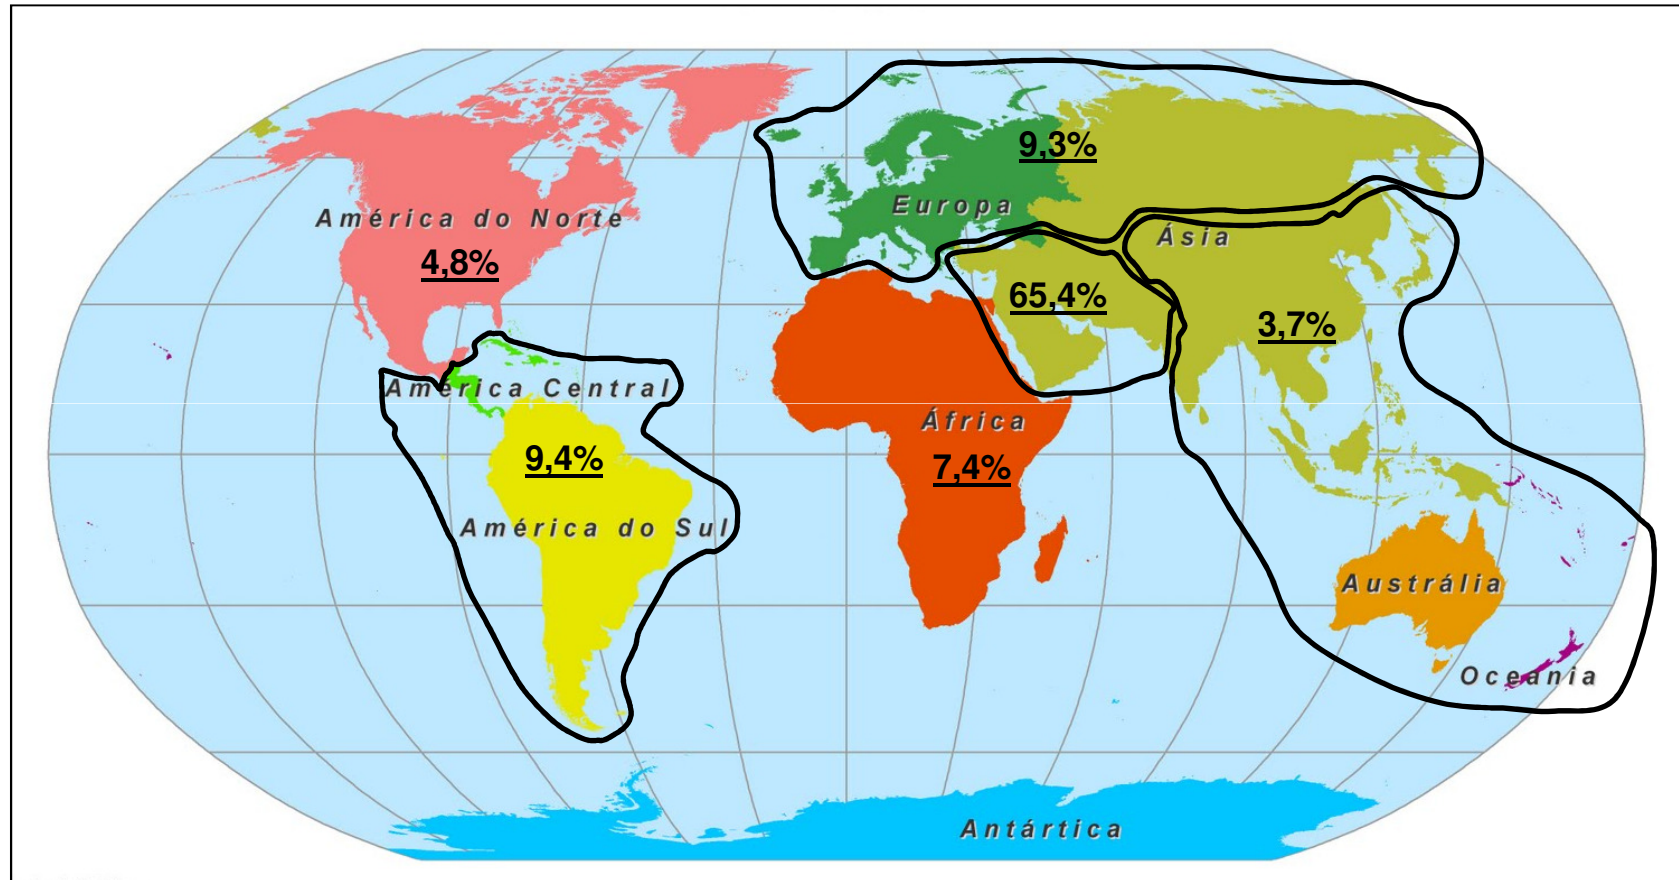 9,3%
Europa
América do Norte
Ásia
4,8%
65,4%
3,7%
América Central
África
9,4%
7,4%
América do Sul
Austrália
Oceania
Antártica